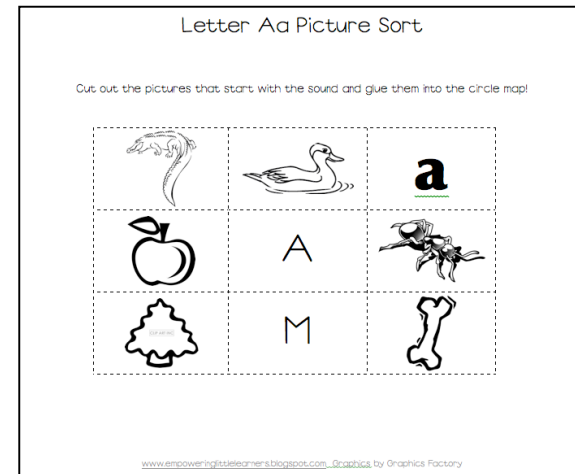 Letter Aa Picture Sort
Cut out the pictures that start with the sound and glue them into the circle map!
a
A
M
www.empoweringlittlelearners.blogspot.com Graphics by Graphics Factory